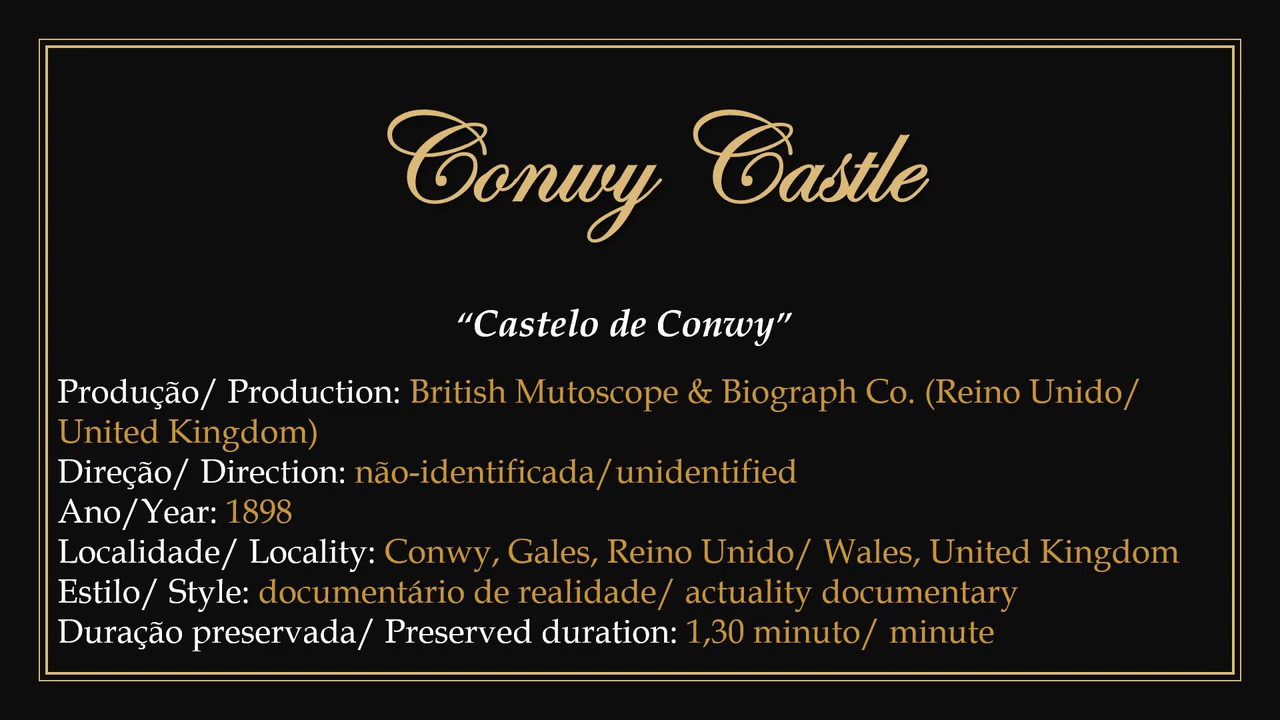 Conwy Castle
“Castelo de Conwy”
Produção/ Production: British Mutoscope & Biograph Co. (Reino Unido/
United Kingdom)
Direção/ Direction: não-identificada/unidentified
Ano/Year: 1898
Localidade/ Locality: Conwy, Gales, Reino Unido/ Wales, United Kingdom
Estilo/ Style: documentário de realidade/ actuality documentary
Duração preservada/ Preserved duration: 1,30 minuto/ minute